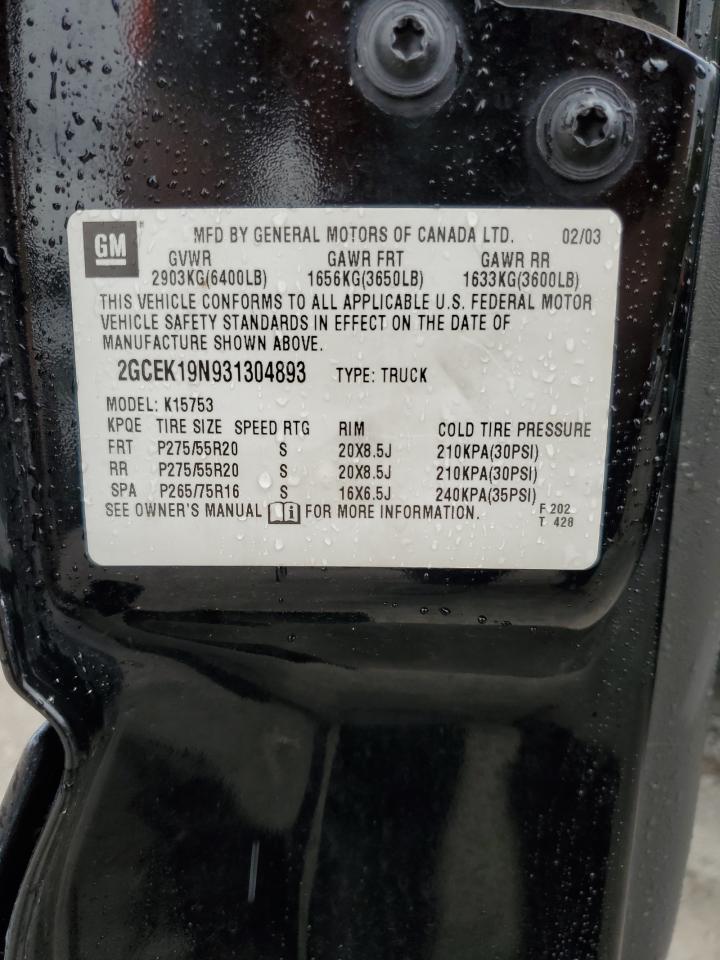 GM MFD BY GENERAL MOTORS OF CANADA LTD. 02/03
GVWR GAWR FRT GAWR RR
2903KG(6400LB) 1656KG(3650LB) 1633KG(3600LB)
THIS VEHICLE CONFORMS TO ALL APPLICABLE U.S. FEDERAL MOTOR
VEHICLE SAFETY STANDARDS IN EFFECT ON THE DATE OF
MANUFACTURE SHOWN ABOVE.
2GCEK19N931304893 TYPE: TRUCK
MODEL: K15753
KPQE TIRE SIZE SPEED RTG RIM COLD TIRE PRESSURE
FRT P275/55R20 S 20X8.5J 210KPA(30PSI)
RR P275/55R20 S 20X8.5J 210KPA(30PSI)
SPA P265/75R16 S 16X6.5J 240KPA(35PSI)
SEE OWNER'S MANUAL i FOR MORE INFORMATION. F 202
T 428